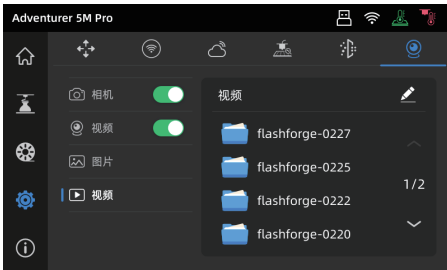 Adventurer 5M Pro
相机
视频
图片
视频
视频
flashforge-0227
flashforge-0225
flashforge-0222
flashforge-0220
1/2